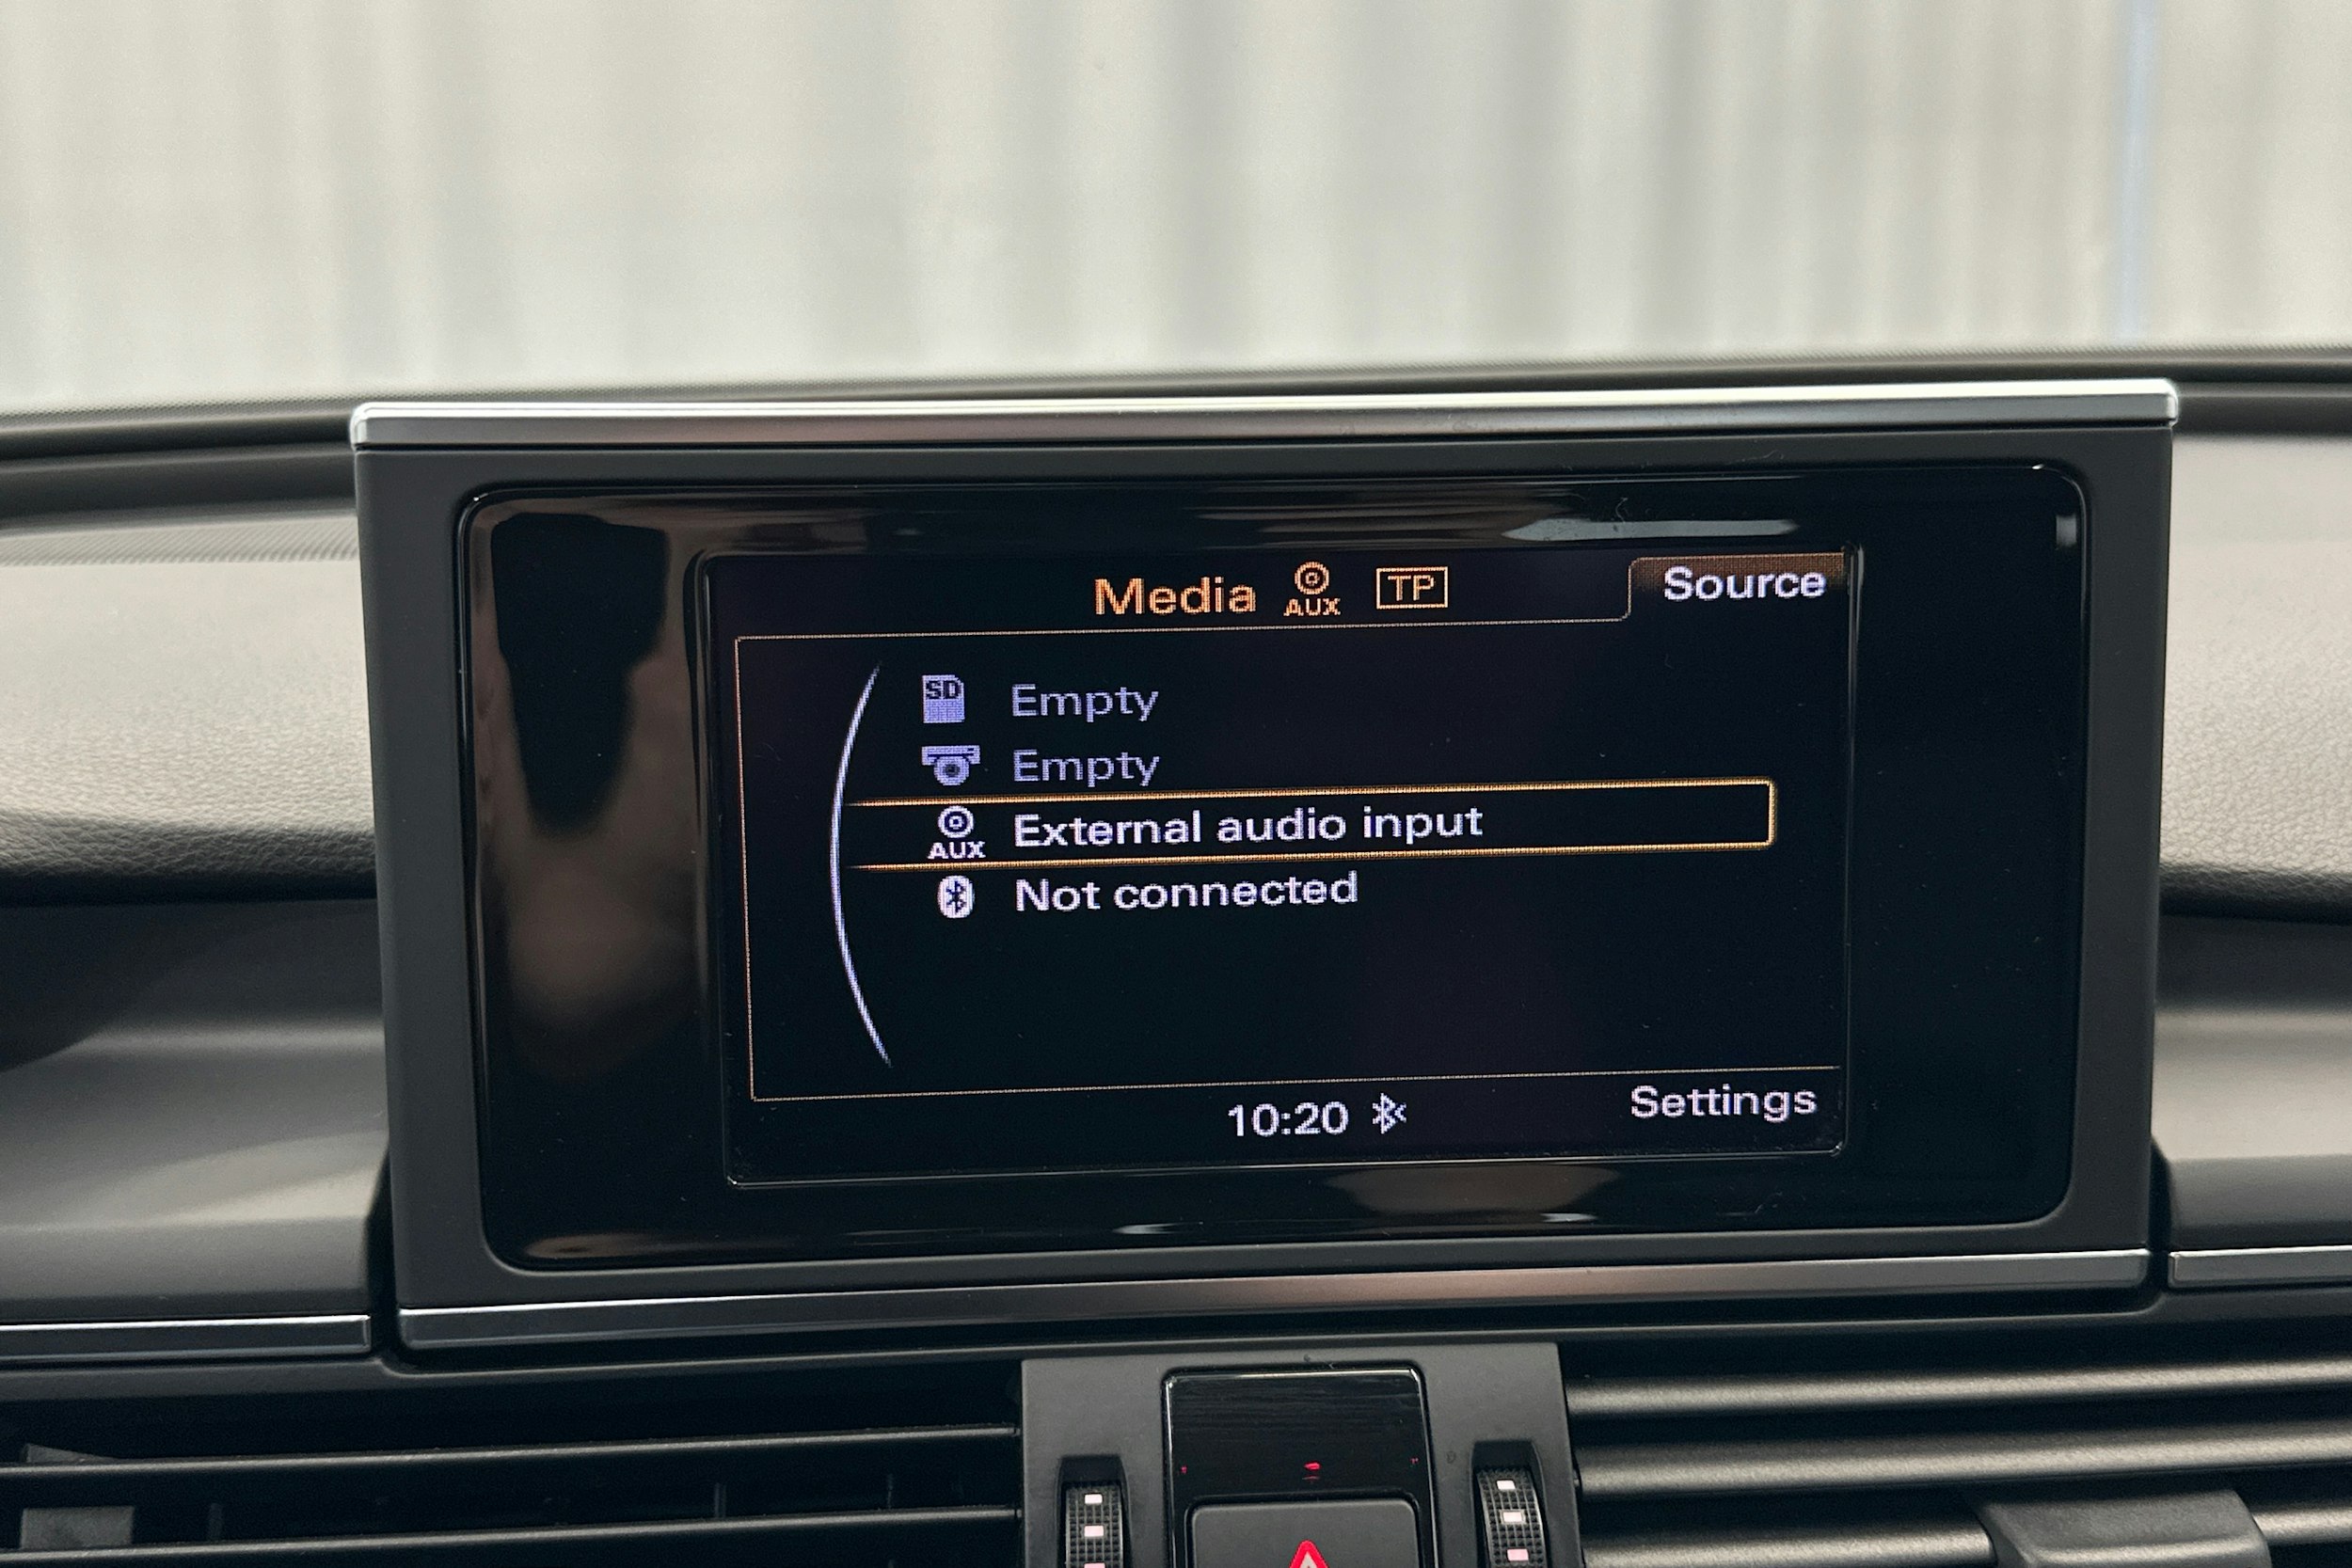 Media AUX TP Source
SD Empty
Empty
AUX External audio input
Not connected
10:20 Settings